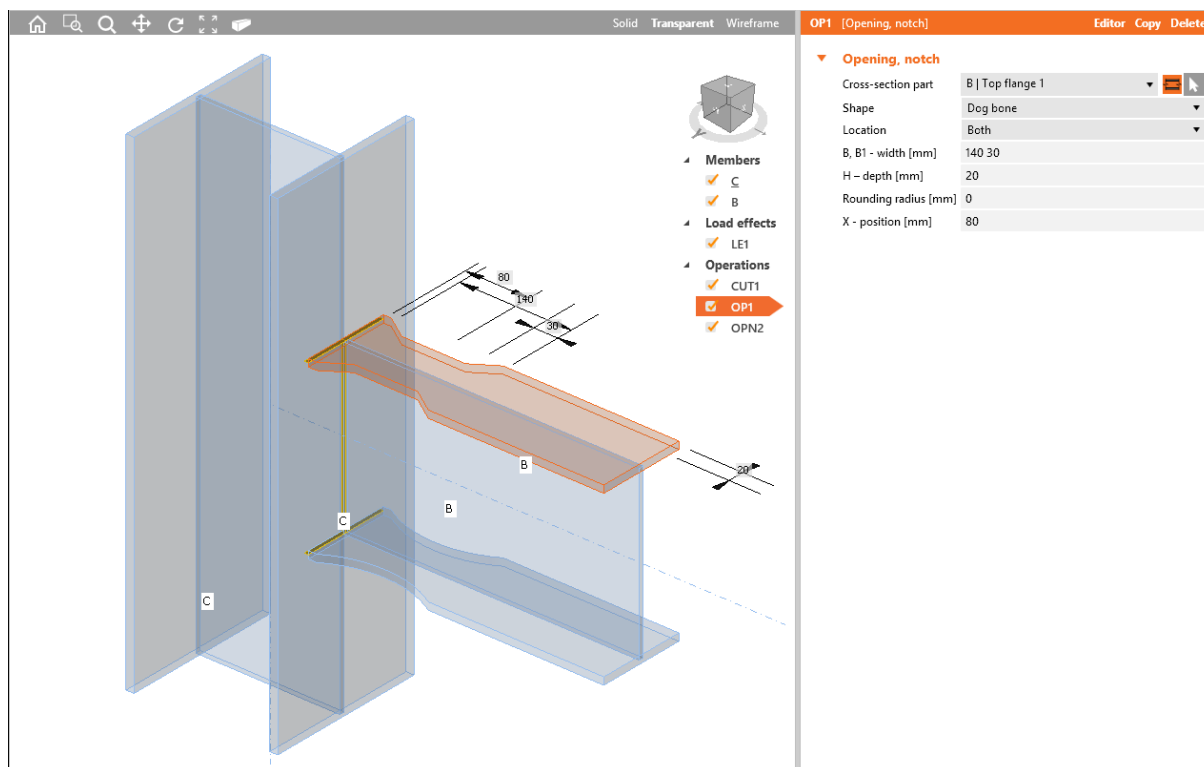 Solid Transparent Wireframe
OP1 [Opening, notch] Editor Copy Delete
Opening, notch
Cross-section part B | Top flange 1
Shape Dog bone
Location Both
B, B1 - width [mm] 140 30
H – depth [mm] 20
Rounding radius [mm] 0
X - position [mm] 80
Members
C
B
Load effects
LE1
Operations
CUT1
OP1
OPN2
80
140
30
B
20
B
C
C